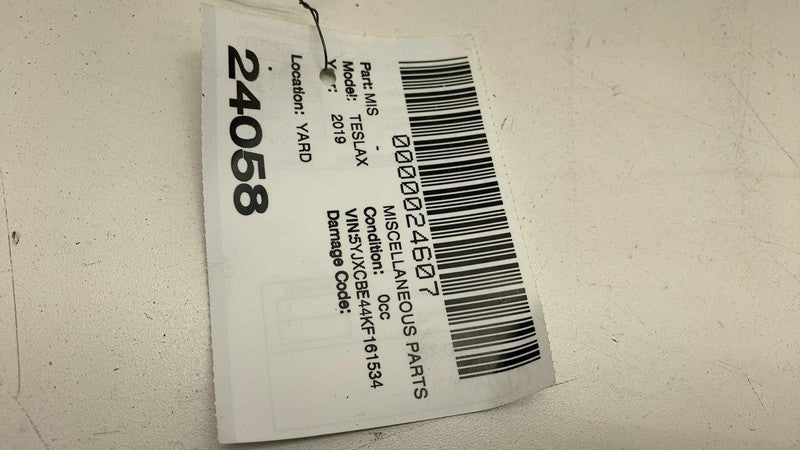 0000024607
MISCELLANEOUS PARTS
Part: MIS -
Condition: 0cc
Model: TESLAX
VIN:5YJXCBE44KF161534
Year: 2019
Damage Code:
Location: YARD
24058